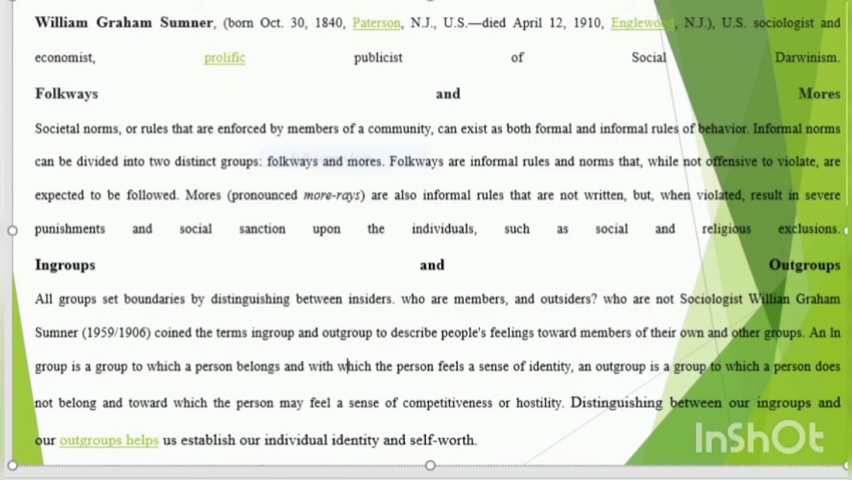 William Graham Sumner, (born Oct. 30, 1840, Paterson, N.J., U.S.—died April 12, 1910, Englewood, N.J.), U.S. sociologist and
economist, prolific publicist of Social Darwinism.
Folkways and Mores
Societal norms, or rules that are enforced by members of a community, can exist as both formal and informal rules of behavior. Informal norms
can be divided into two distinct groups: folkways and mores. Folkways are informal rules and norms that, while not offensive to violate, are
expected to be followed. Mores (pronounced more-rays) are also informal rules that are not written, but, when violated, result in severe
punishments and social sanction upon the individuals, such as social and religious exclusions.
Ingroups and Outgroups
All groups set boundaries by distinguishing between insiders. who are members, and outsiders? who are not Sociologist Willian Graham
Sumner (1959/1906) coined the terms ingroup and outgroup to describe people's feelings toward members of their own and other groups. An In
group is a group to which a person belongs and with which the person feels a sense of identity, an outgroup is a group to which a person does
not belong and toward which the person may feel a sense of competitiveness or hostility. Distinguishing between our ingroups and
our outgroups helps us establish our individual identity and self-worth.
InShOt